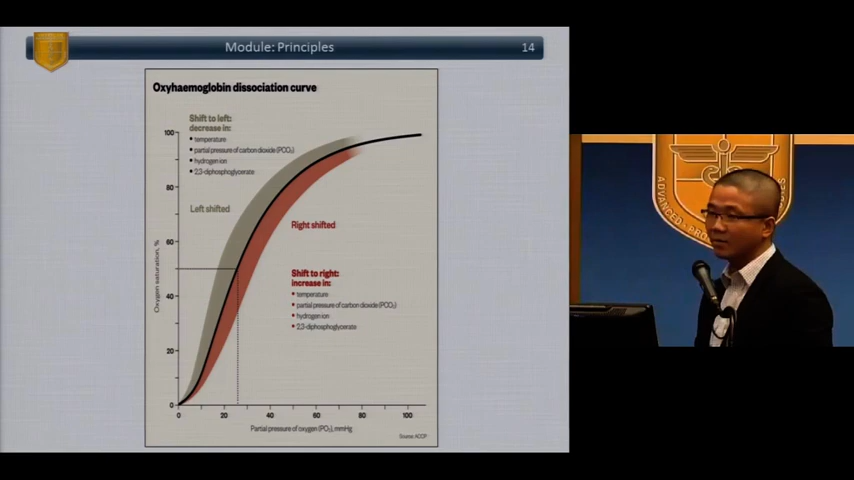 Module: Principles
14
Oxyhaemoglobin dissociation curve
Shift to left:
decrease in:
• temperature
• partial pressure of carbon dioxide (PCO₂)
• hydrogen ion
• 2,3-diphosphoglycerate
Left shifted
Right shifted
Shift to right:
increase in:
• temperature
• partial pressure of carbon dioxide (PCO₂)
• hydrogen ion
• 2,3-diphosphoglycerate
Oxygen saturation, %
100
80
60
40
20
0
0 20 40 60 80 100
Partial pressure of oxygen (PO₂), mmHg
Source: ACCP
ADVANCED